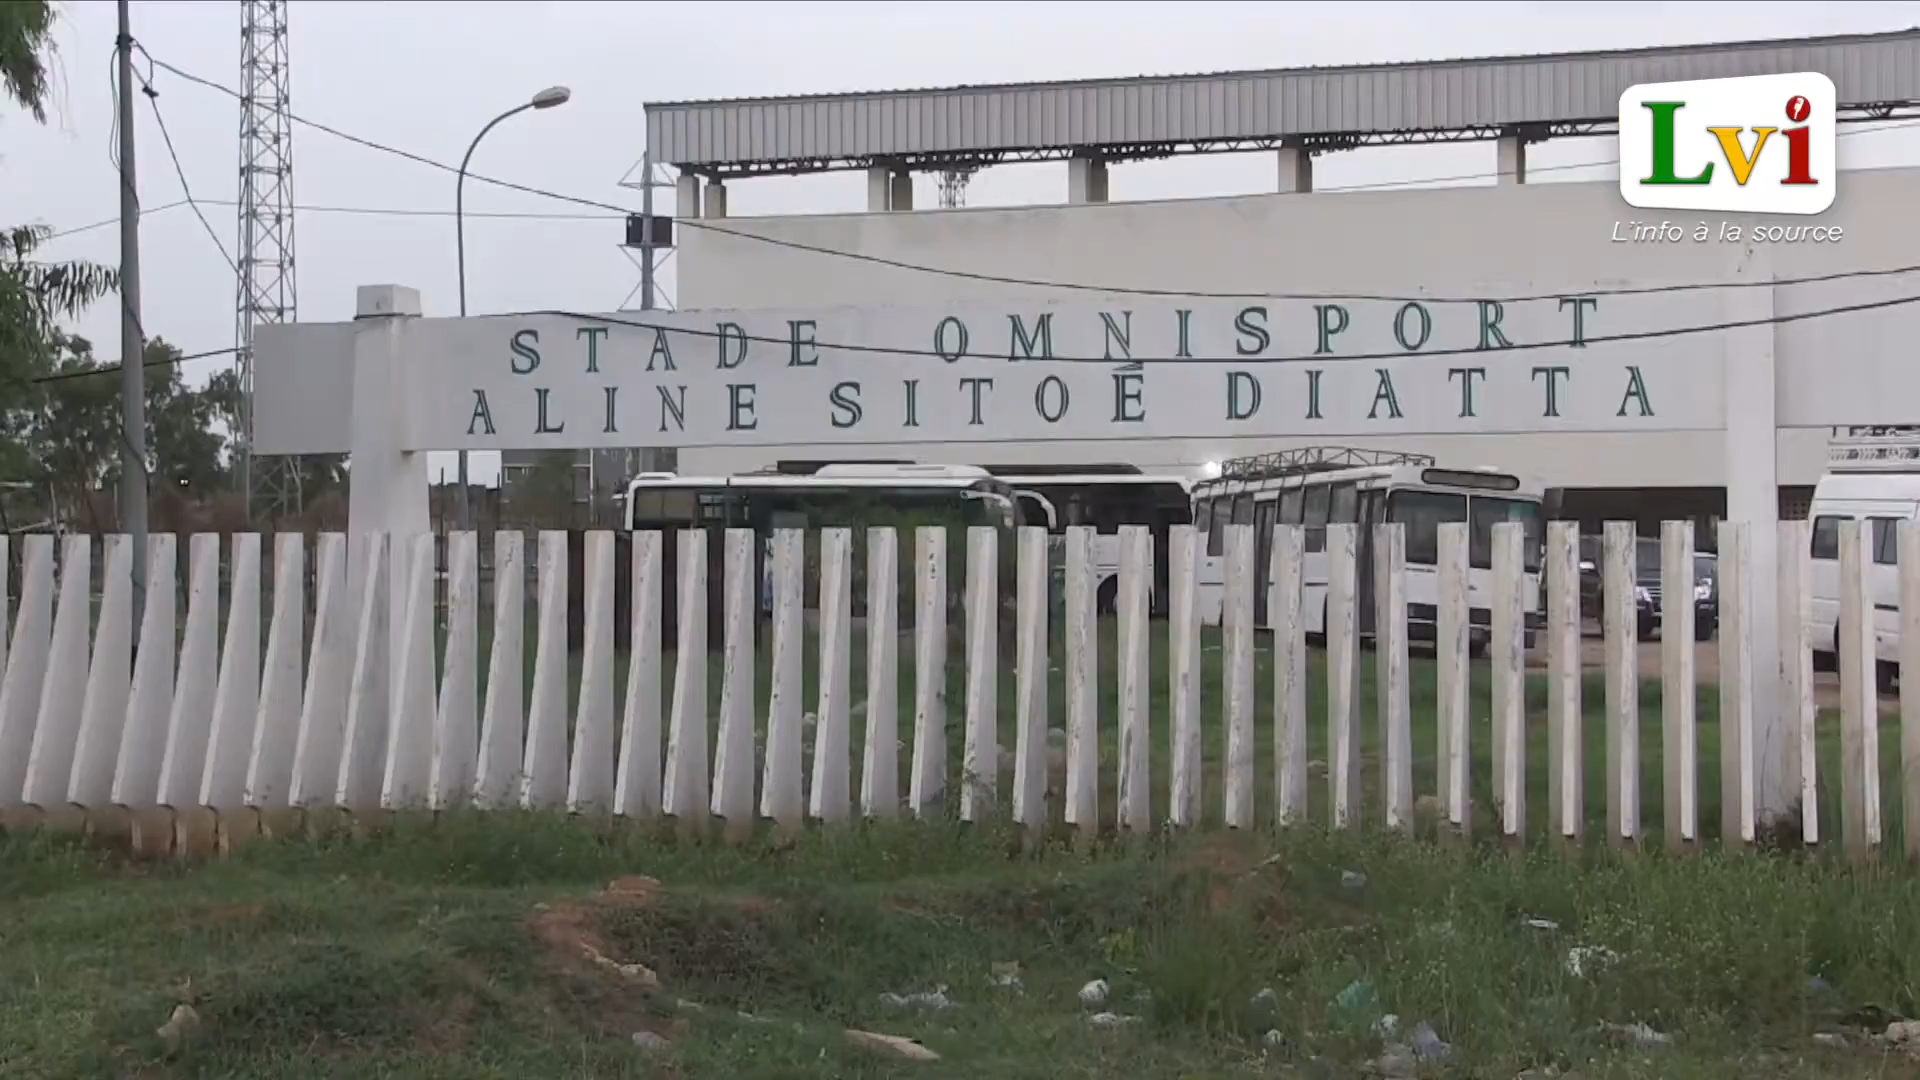 Lvi
L'info à la source
STADE OMNISPORT
ALINE SITOÉ DIATTA